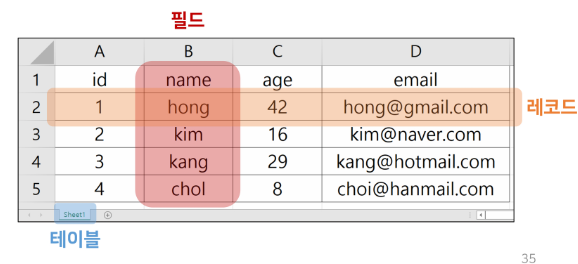 필드
A B C D
1 id name age email
2 1 hong 42 hong@gmail.com
3 2 kim 16 kim@naver.com
4 3 kang 29 kang@hotmail.com
5 4 chol 8 choi@hanmail.com
레코드
Sheet1
테이블
35